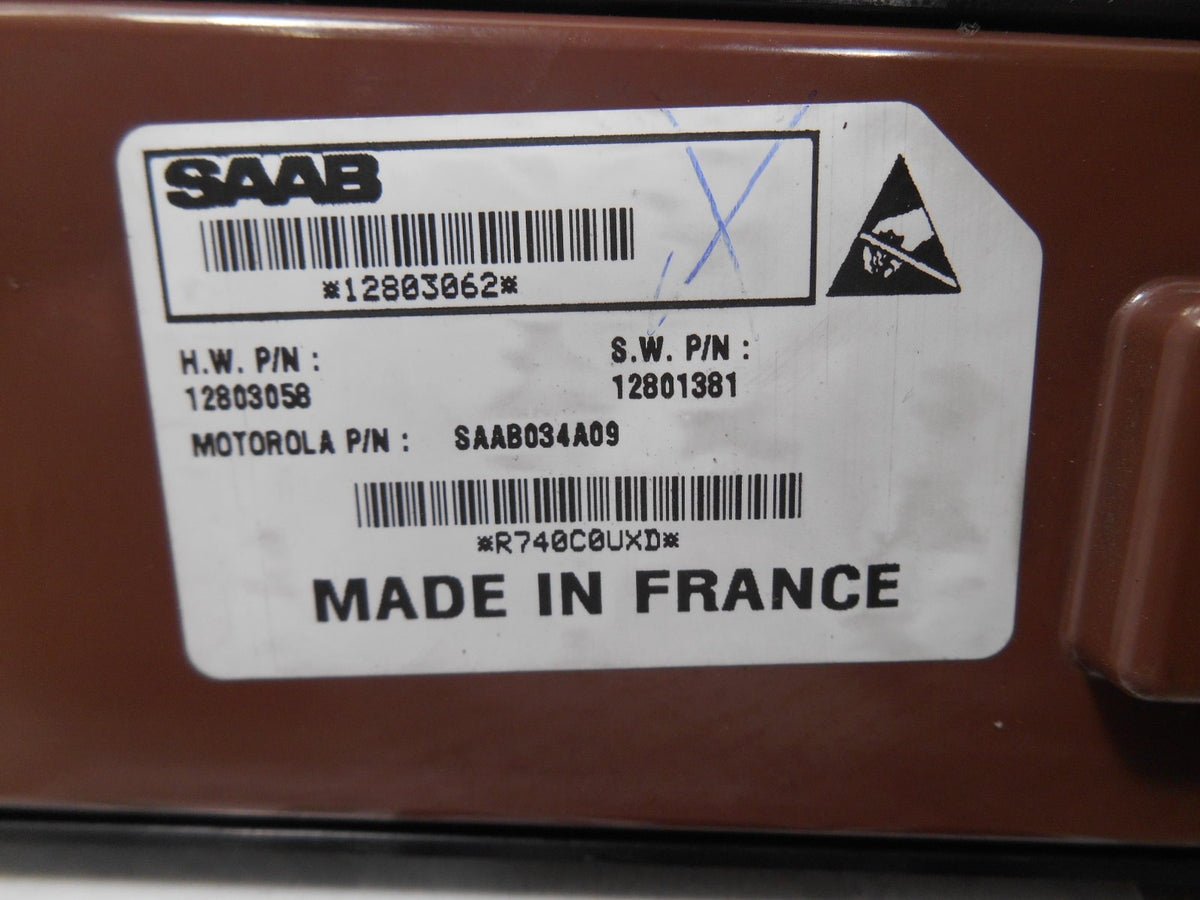 SAAB
*12803062*
H.W. P/N :
12803058
S.W. P/N :
12801381
MOTOROLA P/N : SAAB034A09
*R740C0UXD*
MADE IN FRANCE